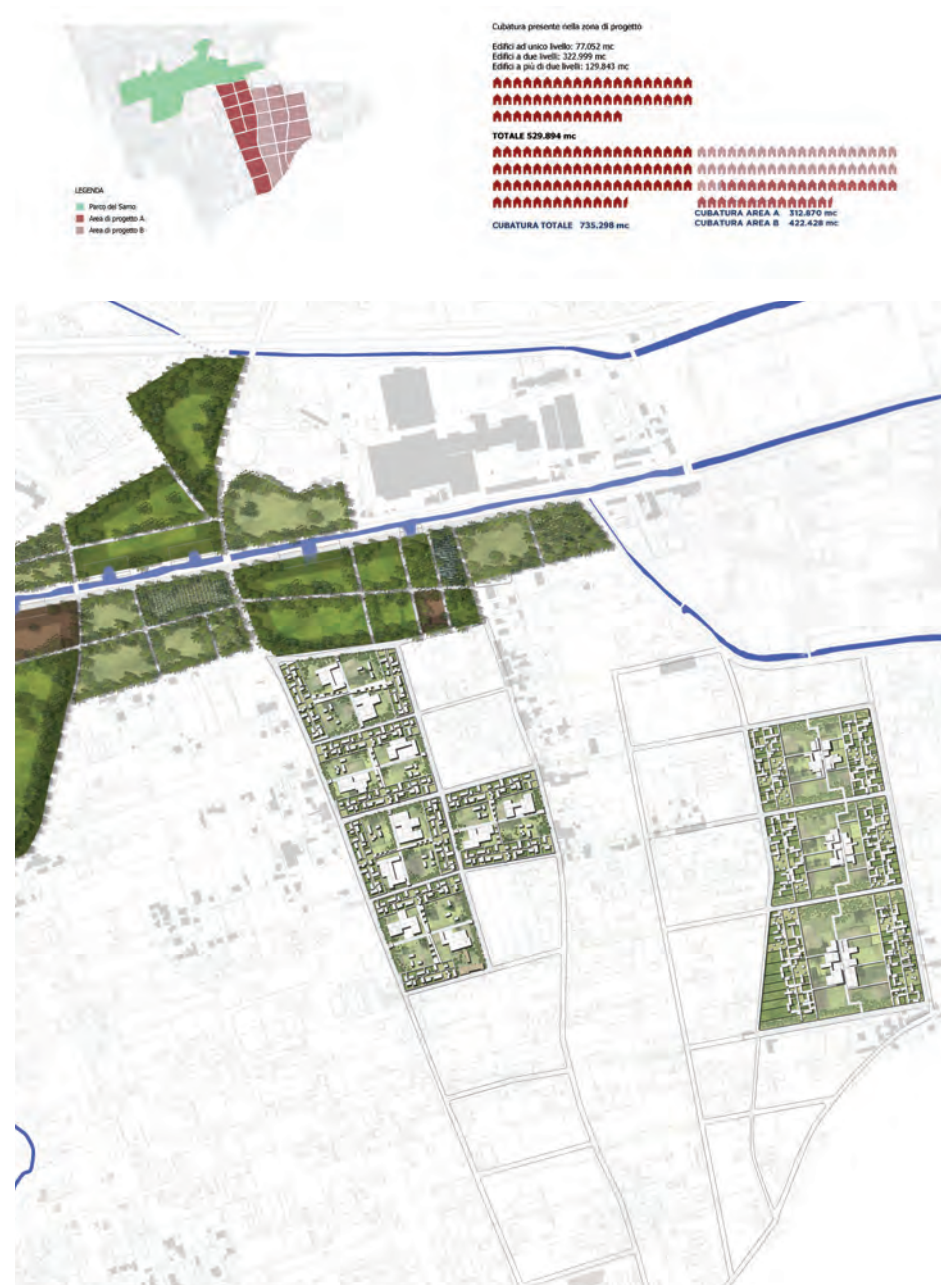 Cubatura presente nella zona di progetto
Edifici ad unico livello: 77.052 mc
Edifici a due livelli: 322.999 mc
Edifici a più di due livelli: 129.843 mc
TOTALE 529.894 mc
CUBATURA TOTALE 735,298 mc
CUBATURA AREA A 312.870 mc
CUBATURA AREA B 422.428 mc
LEGENDA
Parco del Sarno
Area di progetto A
Area di progetto B